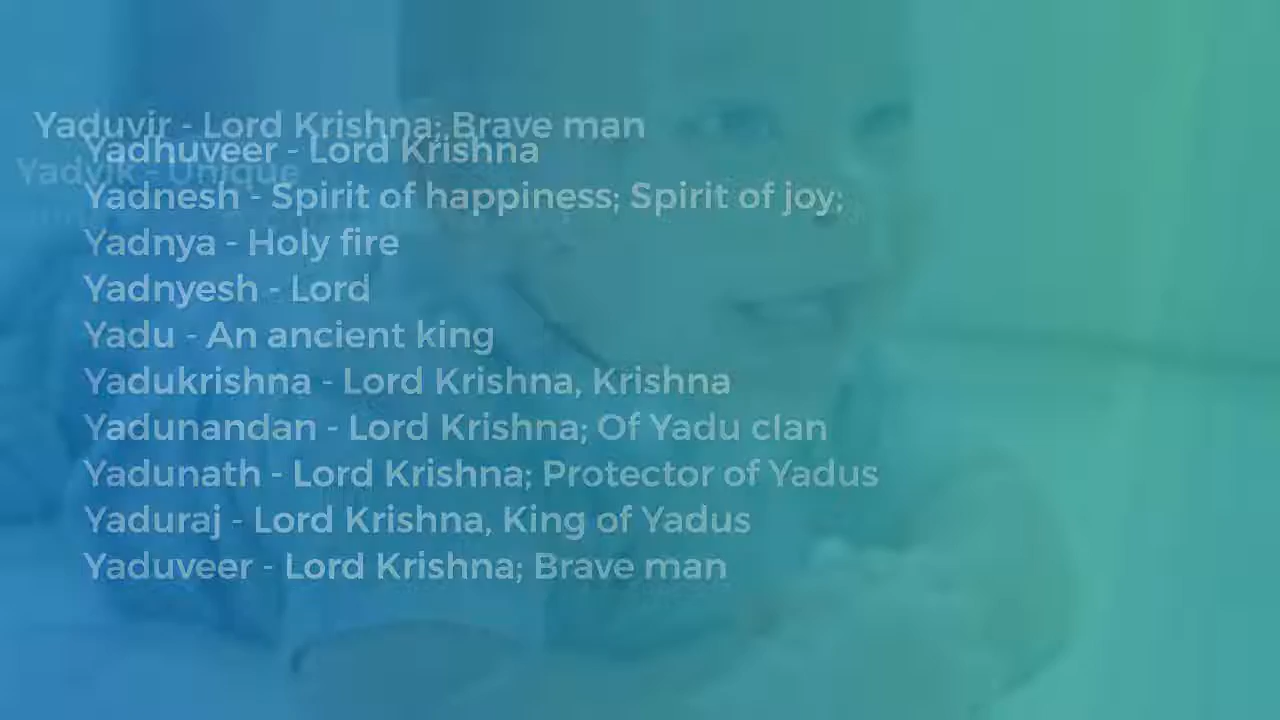 Yaduvir - Lord Krishna; Brave man
Yadhuveer - Lord Krishna
Yadvik - Unique
Yadnesh - Spirit of happiness; Spirit of joy;
Yadnya - Holy fire
Yadnyesh - Lord
Yadu - An ancient king
Yadukrishna - Lord Krishna, Krishna
Yadunandan - Lord Krishna; Of Yadu clan
Yadunath - Lord Krishna; Protector of Yadus
Yaduraj - Lord Krishna, King of Yadus
Yaduveer - Lord Krishna; Brave man